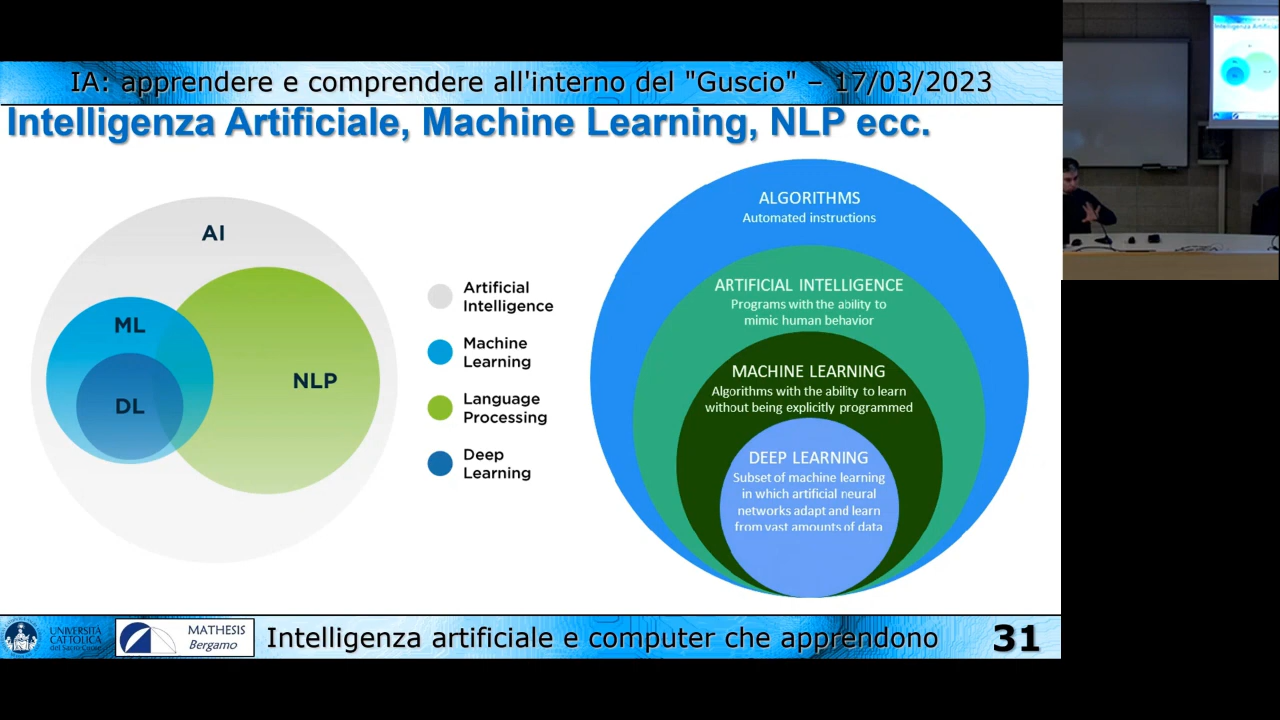 IA: apprendere e comprendere all'interno del "Guscio" – 17/03/2023
Intelligenza Artificiale, Machine Learning, NLP ecc.
AI
ML
DL
NLP
Artificial
Intelligence
Machine
Learning
Language
Processing
Deep
Learning
ALGORITHMS
Automated instructions
ARTIFICIAL INTELLIGENCE
Programs with the ability to
mimic human behavior
MACHINE LEARNING
Algorithms with the ability to learn
without being explicitly programmed
DEEP LEARNING
Subset of machine learning
in which artificial neural
networks adapt and learn
from vast amounts of data
UNIVERSITÀ
CATTOLICA
del Sacro Cuore
MATHESIS
Bergamo
Intelligenza artificiale e computer che apprendono
31